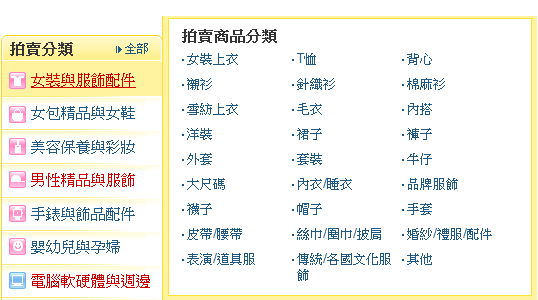 拍賣分類 全部
女裝與服飾配件
女包精品與女鞋
美容保養與彩妝
男性精品與服飾
手錶與飾品配件
嬰幼兒與孕婦
電腦軟硬體與週邊
拍賣商品分類
·女裝上衣 ·T恤 ·背心
·襯衫 ·針織衫 ·棉麻衫
·雪紡上衣 ·毛衣 ·內搭
·洋裝 ·裙子 ·褲子
·外套 ·套裝 ·牛仔
·大尺碼 ·內衣/睡衣 ·品牌服飾
·襪子 ·帽子 ·手套
·皮帶/腰帶 ·絲巾/圍巾/披肩 ·婚紗/禮服/配件
·表演/道具服 ·傳統/各國文化服 ·其他
飾